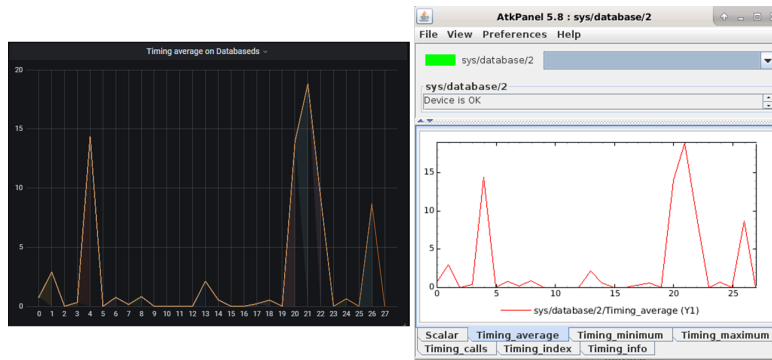 Timing average on Databaseds
20
15
10
5
0
0 1 2 3 4 5 6 7 8 9 10 11 12 13 14 15 16 17 18 19 20 21 22 23 24 25 26 27
AtkPanel 5.8 : sys/database/2
File View Preferences Help
sys/database/2
sys/database/2
Device is OK
15
10
5
0
0 5 10 15 20 25
sys/database/2/Timing_average (Y1)
Scalar Timing_average Timing_minimum Timing_maximum
Timing_calls Timing_index Timing_info